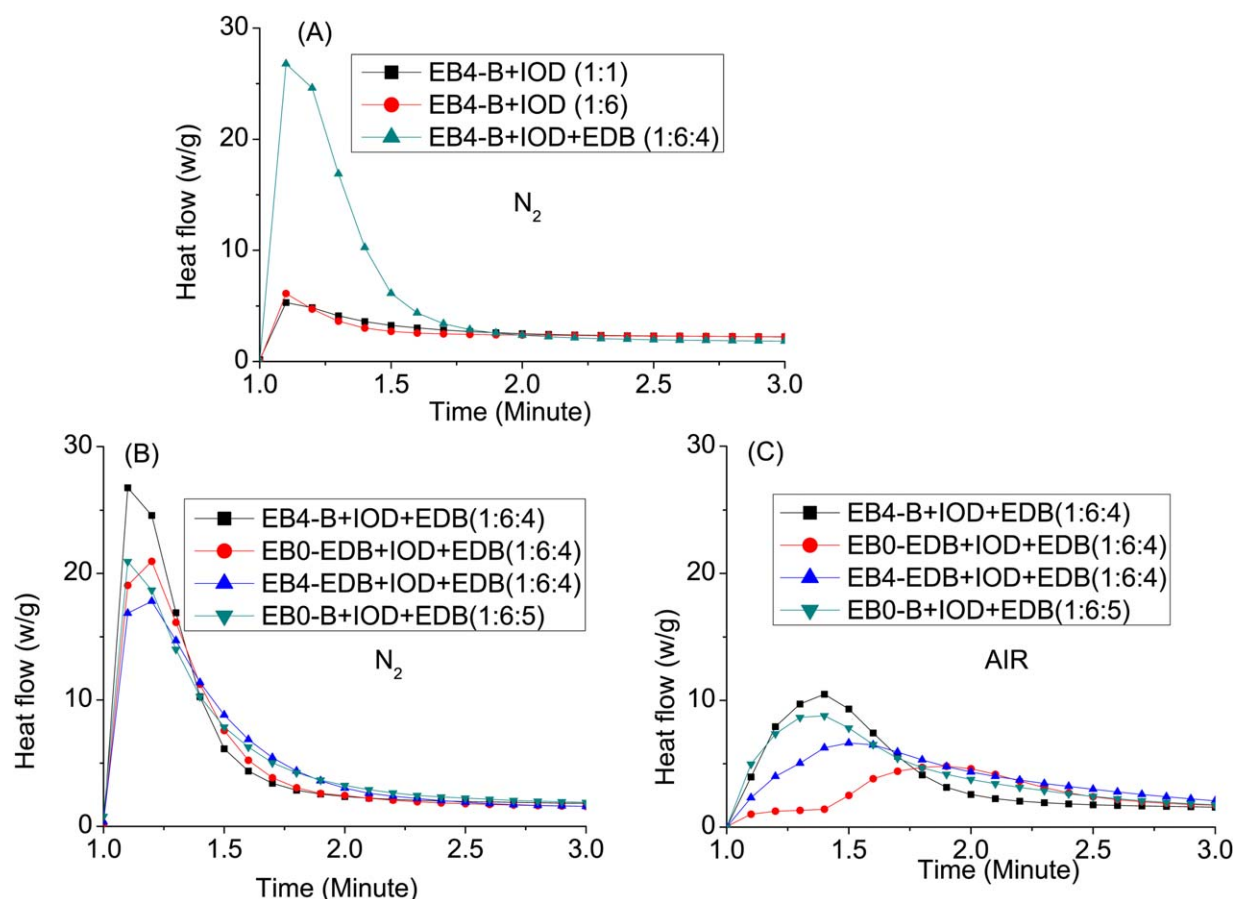 (A)
30
20
10
0
Heat flow (w/g)
EB4-B+IOD (1:1)
EB4-B+IOD (1:6)
EB4-B+IOD+EDB (1:6:4)
N2
1.0 1.5 2.0 2.5 3.0
Time (Minute)
(B)
30
20
10
0
Heat flow (w/g)
EB4-B+IOD+EDB(1:6:4)
EB0-EDB+IOD+EDB(1:6:4)
EB4-EDB+IOD+EDB(1:6:4)
EB0-B+IOD+EDB(1:6:5)
N2
1.0 1.5 2.0 2.5 3.0
Time (Minute)
(C)
30
20
10
0
Heat flow (w/g)
EB4-B+IOD+EDB(1:6:4)
EB0-EDB+IOD+EDB(1:6:4)
EB4-EDB+IOD+EDB(1:6:4)
EB0-B+IOD+EDB(1:6:5)
AIR
1.0 1.5 2.0 2.5 3.0
Time (Minute)